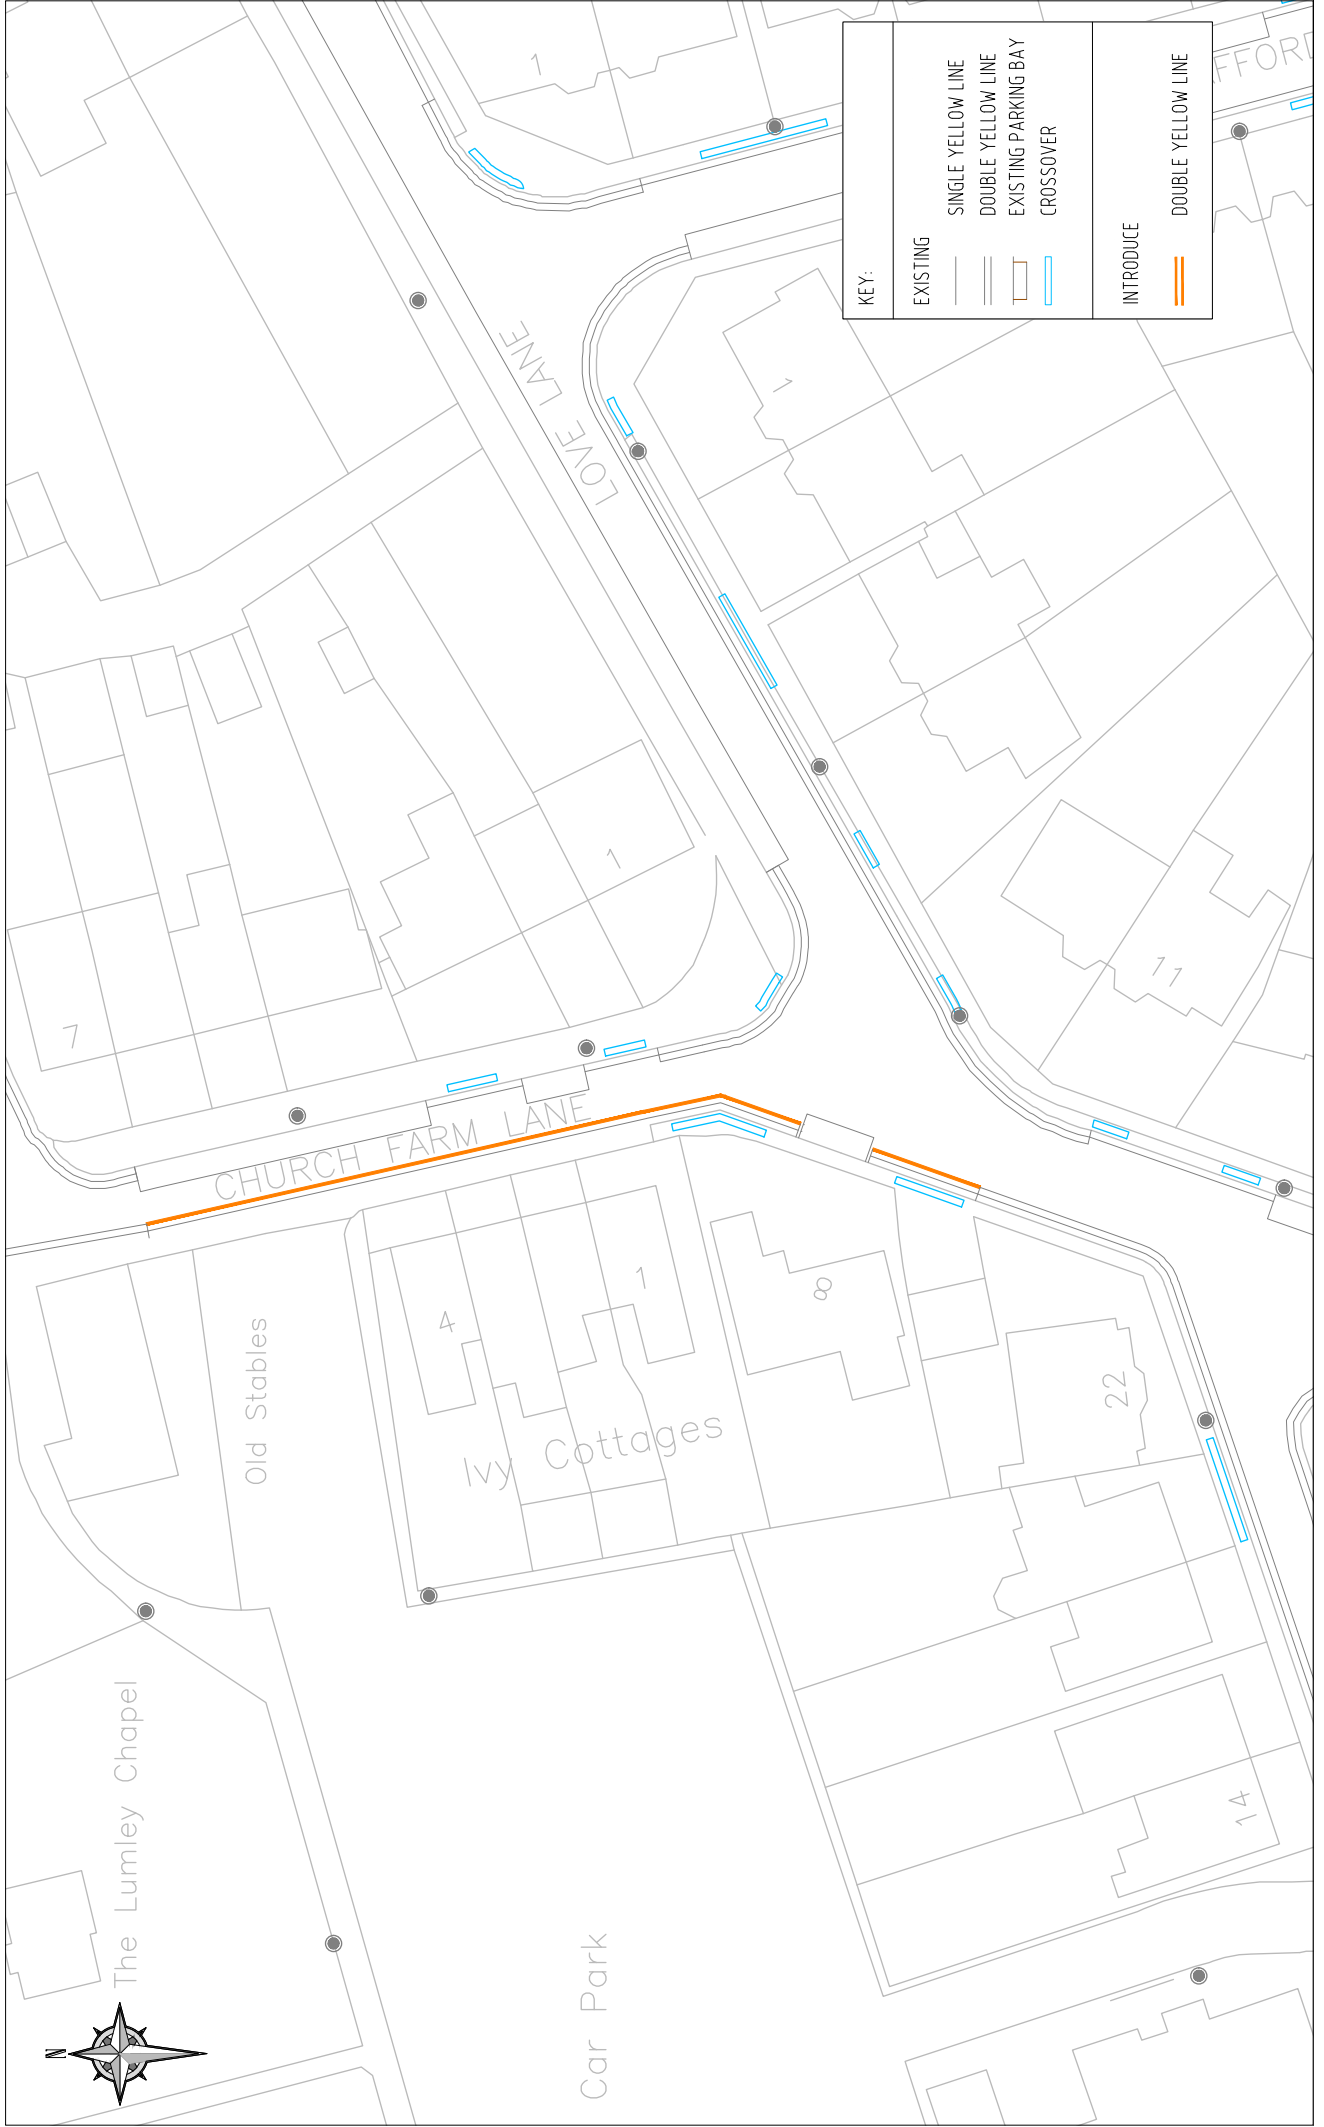 KEY:
EXISTING
SINGLE YELLOW LINE
DOUBLE YELLOW LINE
EXISTING PARKING BAY
CROSSOVER
INTRODUCE
DOUBLE YELLOW LINE
N
The Lumley Chapel
Old Stables
Car Park
Ivy Cottages
4
1
8
22
14
CHURCH FARM LANE
7
1
LOVE LANE
1
1
11